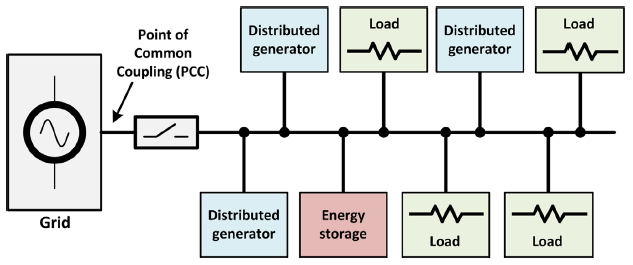 Point of
Common
Coupling (PCC)
Distributed
generator
Load
Distributed
generator
Load
Grid
Distributed
generator
Energy
storage
Load
Load